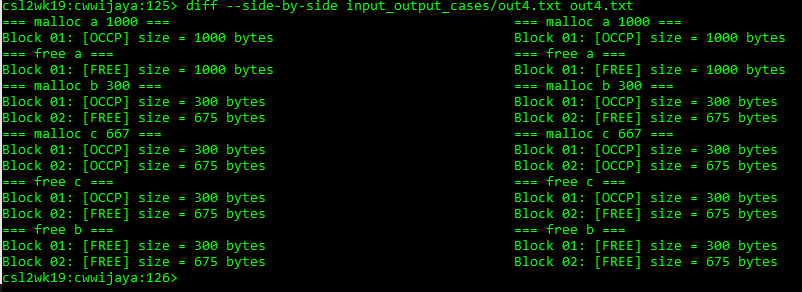 csl2wk19:cwwijaya:125> diff --side-by-side input_output_cases/out4.txt out4.txt
=== malloc a 1000 === === malloc a 1000 ===
Block 01: [OCCP] size = 1000 bytes Block 01: [OCCP] size = 1000 bytes
=== free a === === free a ===
Block 01: [FREE] size = 1000 bytes Block 01: [FREE] size = 1000 bytes
=== malloc b 300 === === malloc b 300 ===
Block 01: [OCCP] size = 300 bytes Block 01: [OCCP] size = 300 bytes
Block 02: [FREE] size = 675 bytes Block 02: [FREE] size = 675 bytes
=== malloc c 667 === === malloc c 667 ===
Block 01: [OCCP] size = 300 bytes Block 01: [OCCP] size = 300 bytes
Block 02: [OCCP] size = 675 bytes Block 02: [OCCP] size = 675 bytes
=== free c === === free c ===
Block 01: [OCCP] size = 300 bytes Block 01: [OCCP] size = 300 bytes
Block 02: [FREE] size = 675 bytes Block 02: [FREE] size = 675 bytes
=== free b === === free b ===
Block 01: [FREE] size = 300 bytes Block 01: [FREE] size = 300 bytes
Block 02: [FREE] size = 675 bytes Block 02: [FREE] size = 675 bytes
csl2wk19:cwwijaya:126>